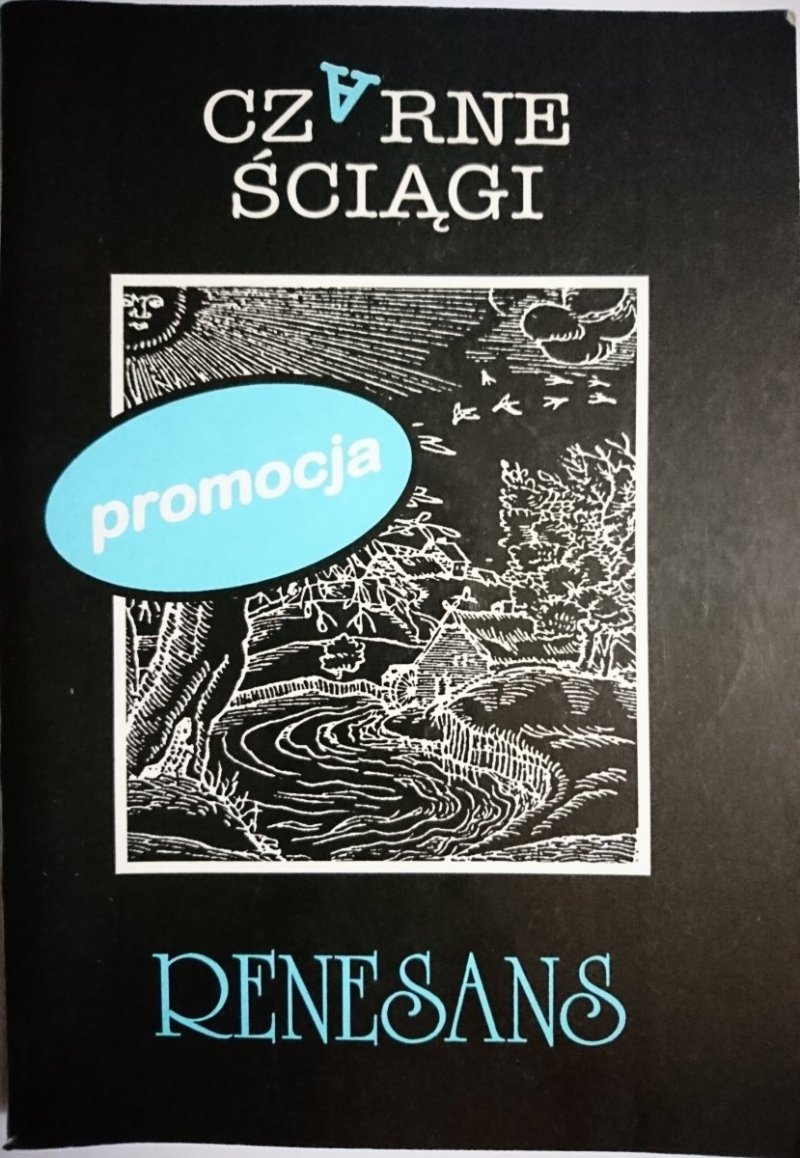 CZARNE
ŚCIĄGI
promocja
RENESANS